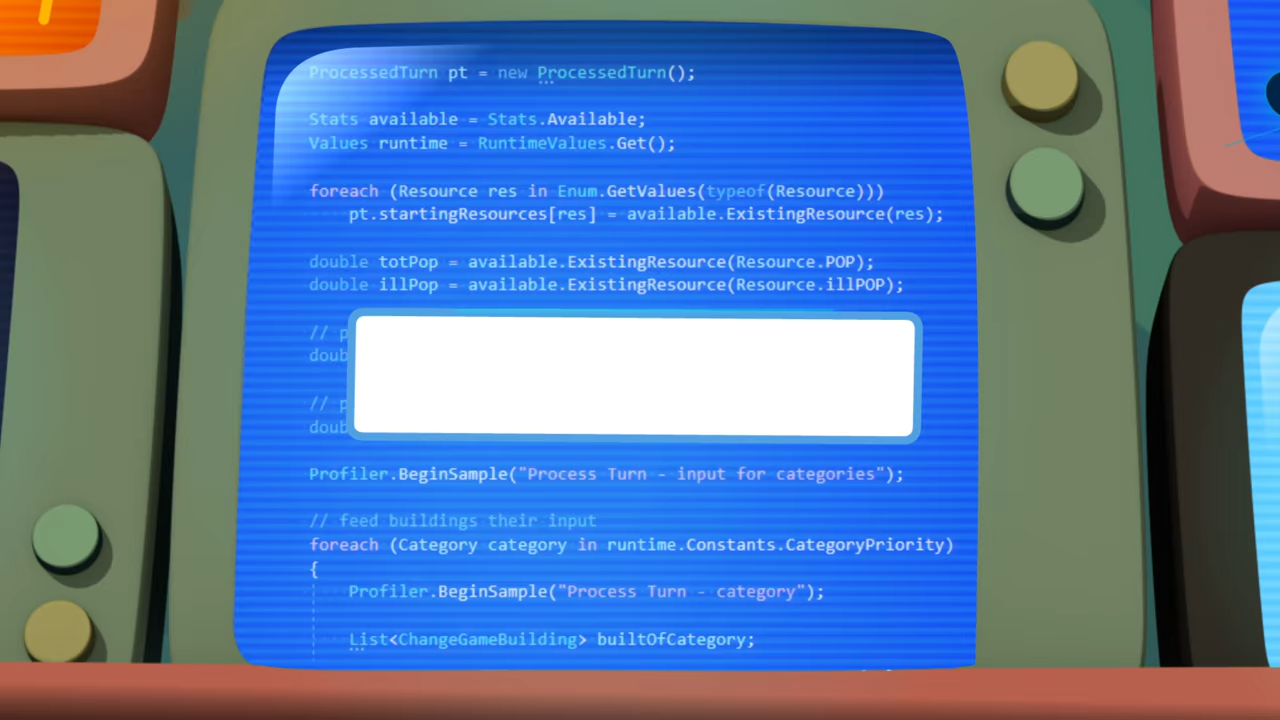 ProcessedTurn pt = new ProcessedTurn();
Stats available = Stats.Available;
Values runtime = RuntimeValues.Get();
foreach (Resource res in Enum.GetValues(typeof(Resource)))
pt.startingResources[res] = available.ExistingResource(res);
double totPop = available.ExistingResource(Resource.POP);
double illPop = available.ExistingResource(Resource.illPOP);
// p
doub
// p
doub
Profiler.BeginSample("Process Turn - input for categories");
// feed buildings their input
foreach (Category category in runtime.Constants.CategoryPriority)
{
Profiler.BeginSample("Process Turn - category");
List<ChangeGameBuilding> builtOfCategory;